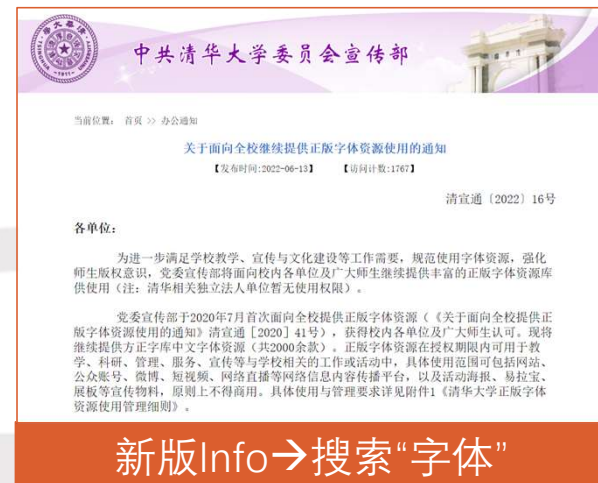 中共清华大学委员会宣传部
当前位置： 首页 >> 办公通知
关于面向全校继续提供正版字体资源使用的通知
【发布时间:2022-06-13】 【访问计数:1767】
清宣通〔2022〕16号
各单位：
为进一步满足学校教学、宣传与文化建设等工作需要，规范使用字体资源，强化
师生版权意识，党委宣传部将面向校内各单位及广大师生继续提供丰富的正版字体资源库
供使用（注：清华相关独立法人单位暂无使用权限）。
党委宣传部于2020年7月首次面向全校提供正版字体资源（《关于面向全校提供正
版字体资源使用的通知》清宣通［2020］41号），获得校内各单位及广大师生认可。现将
继续提供方正字库中文字体资源（共2000余款）。正版字体资源在授权期限内可用于教
学、科研、管理、服务、宣传等与学校相关的工作或活动中，具体使用范围可包括网站、
公众账号、微博、短视频、网络直播等网络信息内容传播平台，以及活动海报、易拉宝、
展板等宣传物料，原则上不得商用。具体使用与管理要求详见附件1《清华大学正版字体
资源使用管理细则》。
新版Info→搜索“字体”